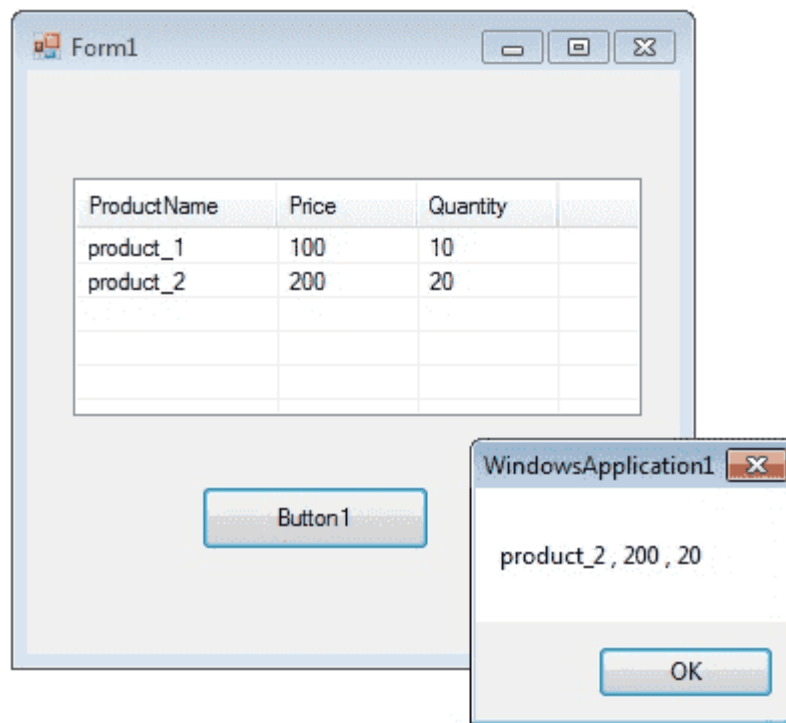 Form1
ProductName Price Quantity
product_1 100 10
product_2 200 20
Button1
WindowsApplication1
product_2 , 200 , 20
OK